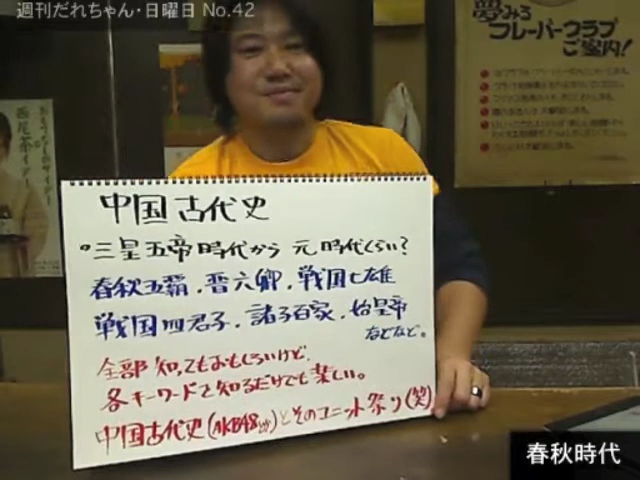 週刊だれちゃん・日曜日 No.42
夢みる
フレーバークラブ
ご案内!
中国古代史
三皇五帝時代から 元時代くらい?
春秋五覇、晋六卿、戦国七雄
戦国四君子、諸子百家、始皇帝
などなど。
全部知ってもおもしろいけど、
各キーワードを知るだけでも楽しい。
中国古代史(AKB48とか)とそのユニット祭り(笑)
春秋時代